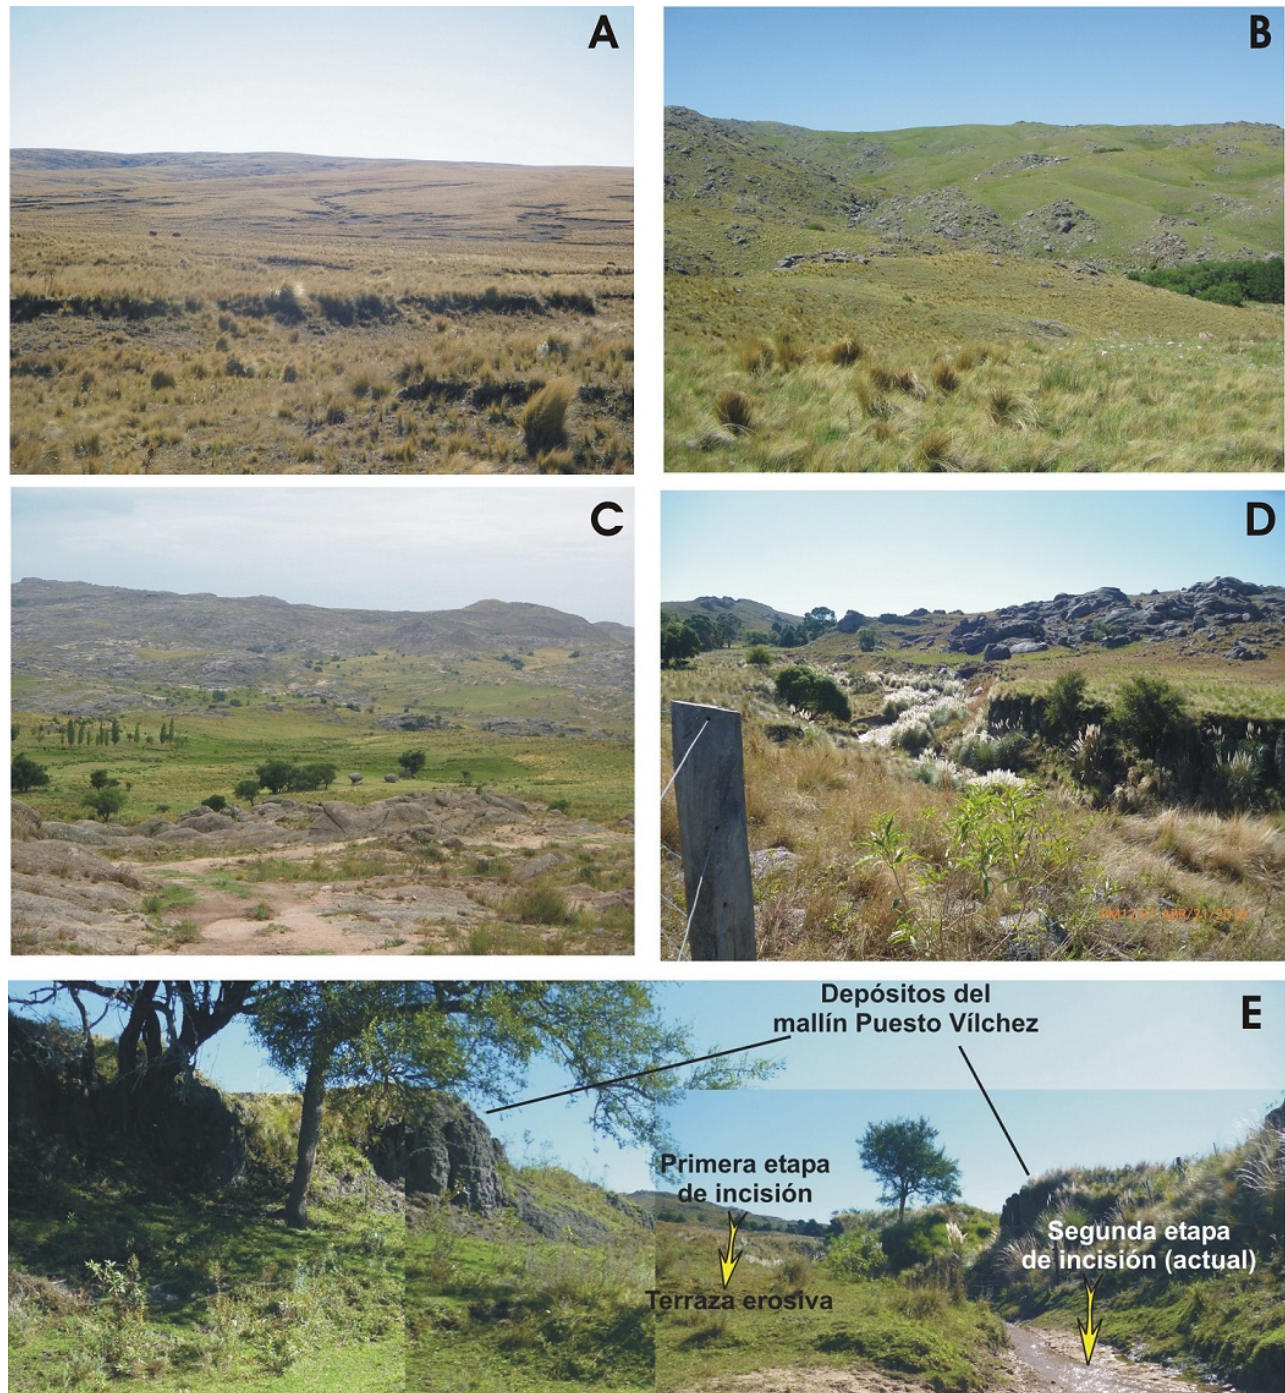 A
B
C
D
E
Depósitos del
mallín Puesto Vílchez
Primera etapa
de incisión
Terraza erosiva
Segunda etapa
de incisión (actual)